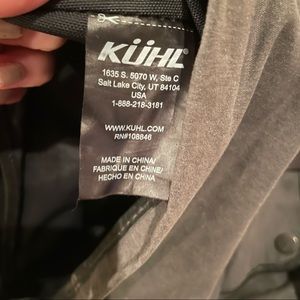 KÜHL
1635 S. 5070 W, Ste C
Salt Lake City, UT 84104
USA
1-888-218-3181
WWW.KUHL.COM
RN#108846
MADE IN CHINA/
FABRIQUE EN CHINE/
HECHO EN CHINA